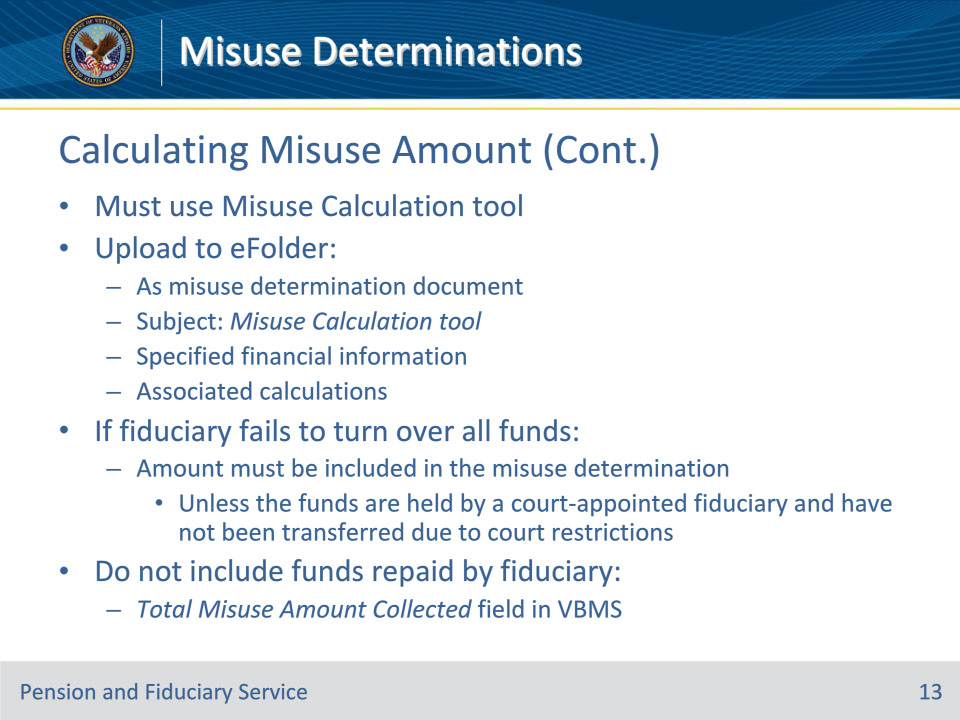 Misuse Determinations
Calculating Misuse Amount (Cont.)
• Must use Misuse Calculation tool
• Upload to eFolder:
– As misuse determination document
– Subject: Misuse Calculation tool
– Specified financial information
– Associated calculations
• If fiduciary fails to turn over all funds:
– Amount must be included in the misuse determination
• Unless the funds are held by a court-appointed fiduciary and have
not been transferred due to court restrictions
• Do not include funds repaid by fiduciary:
– Total Misuse Amount Collected field in VBMS
Pension and Fiduciary Service
13